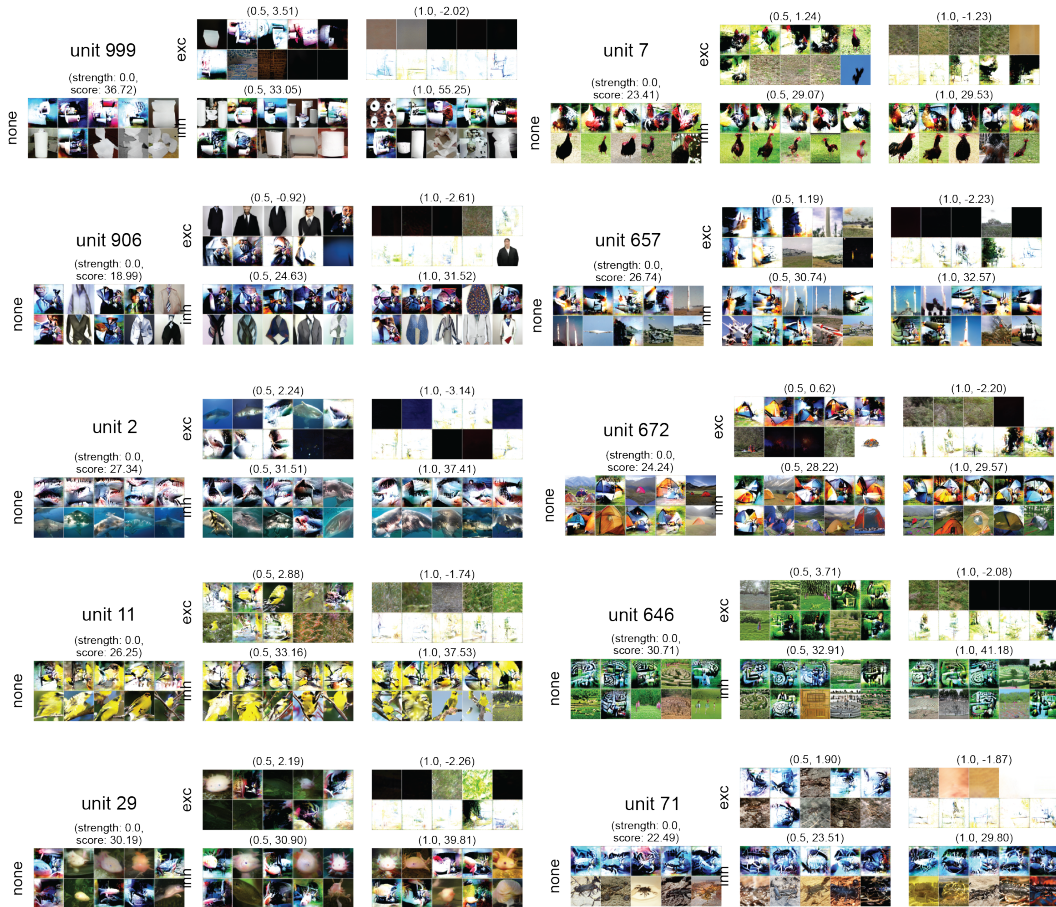 unit 999
(strength: 0.0,
score: 36.72)
none
exc
(0.5, 3.51)
(1.0, -2.02)
inh
(0.5, 33.05)
(1.0, 55.25)
unit 7
(strength: 0.0,
score: 23.41)
none
exc
(0.5, 1.24)
(1.0, -1.23)
inh
(0.5, 29.07)
(1.0, 29.53)
unit 906
(strength: 0.0,
score: 18.99)
none
exc
(0.5, -0.92)
(1.0, -2.61)
inh
(0.5, 24.63)
(1.0, 31.52)
unit 657
(strength: 0.0,
score: 26.74)
none
exc
(0.5, 1.19)
(1.0, -2.23)
inh
(0.5, 30.74)
(1.0, 32.57)
unit 2
(strength: 0.0,
score: 27.34)
none
exc
(0.5, 2.24)
(1.0, -3.14)
inh
(0.5, 31.51)
(1.0, 37.41)
unit 672
(strength: 0.0,
score: 24.24)
none
exc
(0.5, 0.62)
(1.0, -2.20)
inh
(0.5, 28.22)
(1.0, 29.57)
unit 11
(strength: 0.0,
score: 26.25)
none
exc
(0.5, 2.88)
(1.0, -1.74)
inh
(0.5, 33.16)
(1.0, 37.53)
unit 646
(strength: 0.0,
score: 30.71)
none
exc
(0.5, 3.71)
(1.0, -2.08)
inh
(0.5, 32.91)
(1.0, 41.18)
unit 29
(strength: 0.0,
score: 30.19)
none
exc
(0.5, 2.19)
(1.0, -2.26)
inh
(0.5, 30.90)
(1.0, 39.81)
unit 71
(strength: 0.0,
score: 22.49)
none
exc
(0.5, 1.90)
(1.0, -1.87)
inh
(0.5, 23.51)
(1.0, 29.80)